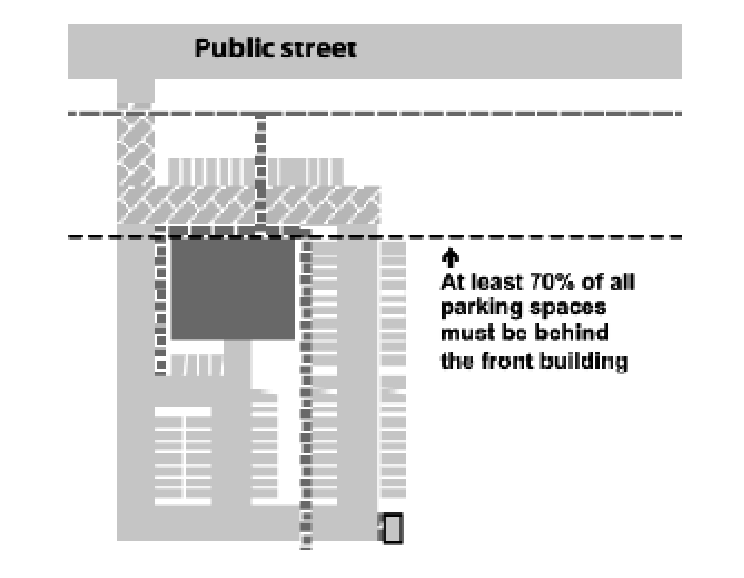 Public street
At least 70% of all
parking spaces
must be behind
the front building